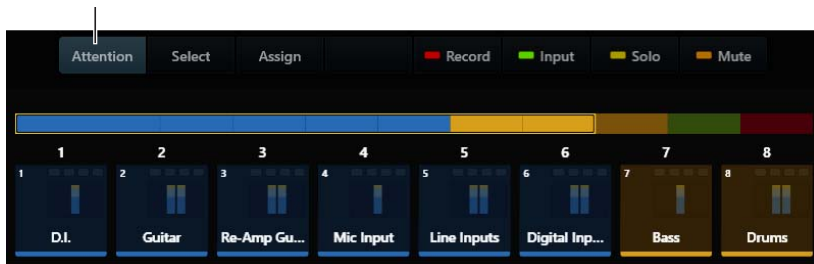 Attention Select Assign Record Input Solo Mute
1 2 3 4 5 6 7 8
1 2 3 4 5 6 7 8
D.I. Guitar Re-Amp Gu... Mic Input Line Inputs Digital Inp... Bass Drums